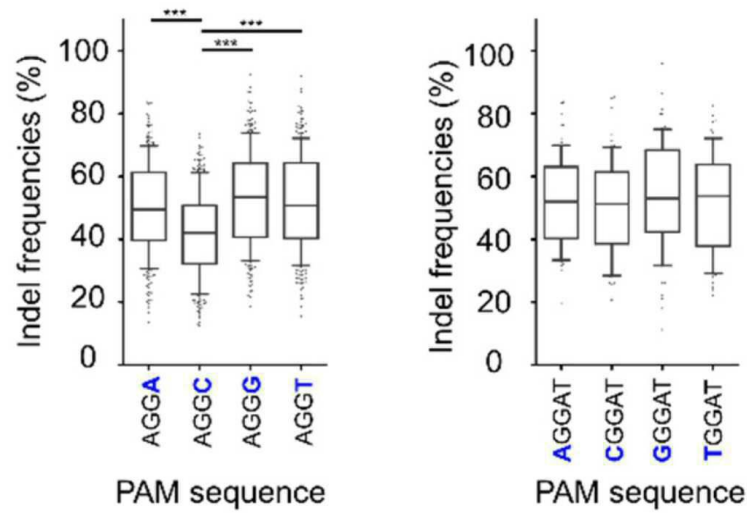 ***
***
***
Indel frequencies (%)
100
80
60
40
20
0
AGGA
AGGC
AGGG
AGGT
PAM sequence
Indel frequencies (%)
100
80
60
40
20
0
AGGAT
CGGAT
GGGAT
TGGAT
PAM sequence